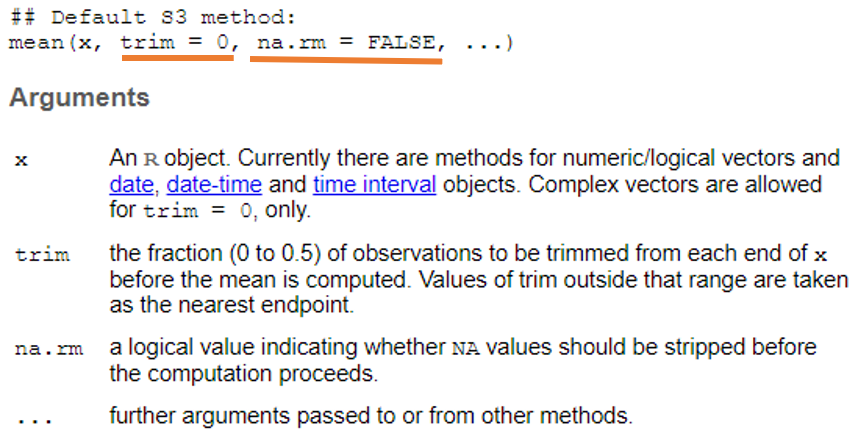 ## Default S3 method:
mean(x, trim = 0, na.rm = FALSE, ...)
Arguments
x An R object. Currently there are methods for numeric/logical vectors and
date, date-time and time interval objects. Complex vectors are allowed
for trim = 0, only.
trim the fraction (0 to 0.5) of observations to be trimmed from each end of x
before the mean is computed. Values of trim outside that range are taken
as the nearest endpoint.
na.rm a logical value indicating whether NA values should be stripped before
the computation proceeds.
... further arguments passed to or from other methods.